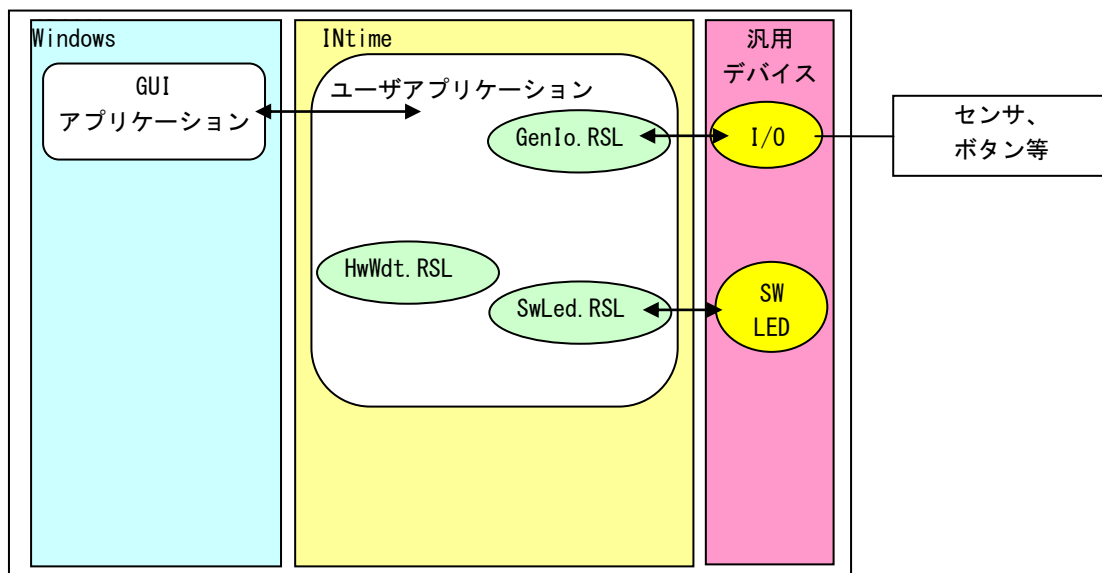 Windows
GUI
アプリケーション
INtime
ユーザアプリケーション
GenIo.RSL
HwWdt.RSL
SwLed.RSL
汎用
デバイス
I/O
SW
LED
センサ、
ボタン等